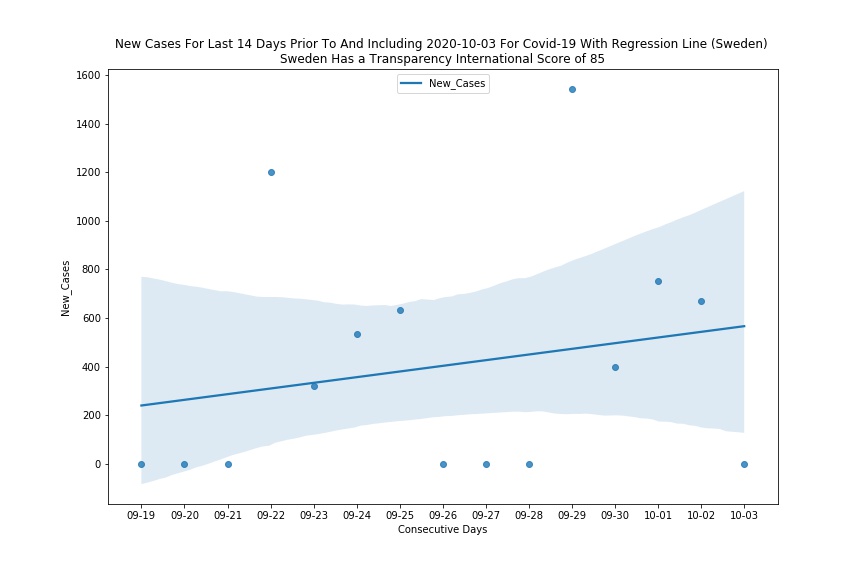 New Cases For Last 14 Days Prior To And Including 2020-10-03 For Covid-19 With Regression Line (Sweden)
Sweden Has a Transparency International Score of 85
New_Cases
1600
1400
1200
1000
800
600
400
200
0
New_Cases
09-19 09-20 09-21 09-22 09-23 09-24 09-25 09-26 09-27 09-28 09-29 09-30 10-01 10-02 10-03
Consecutive Days